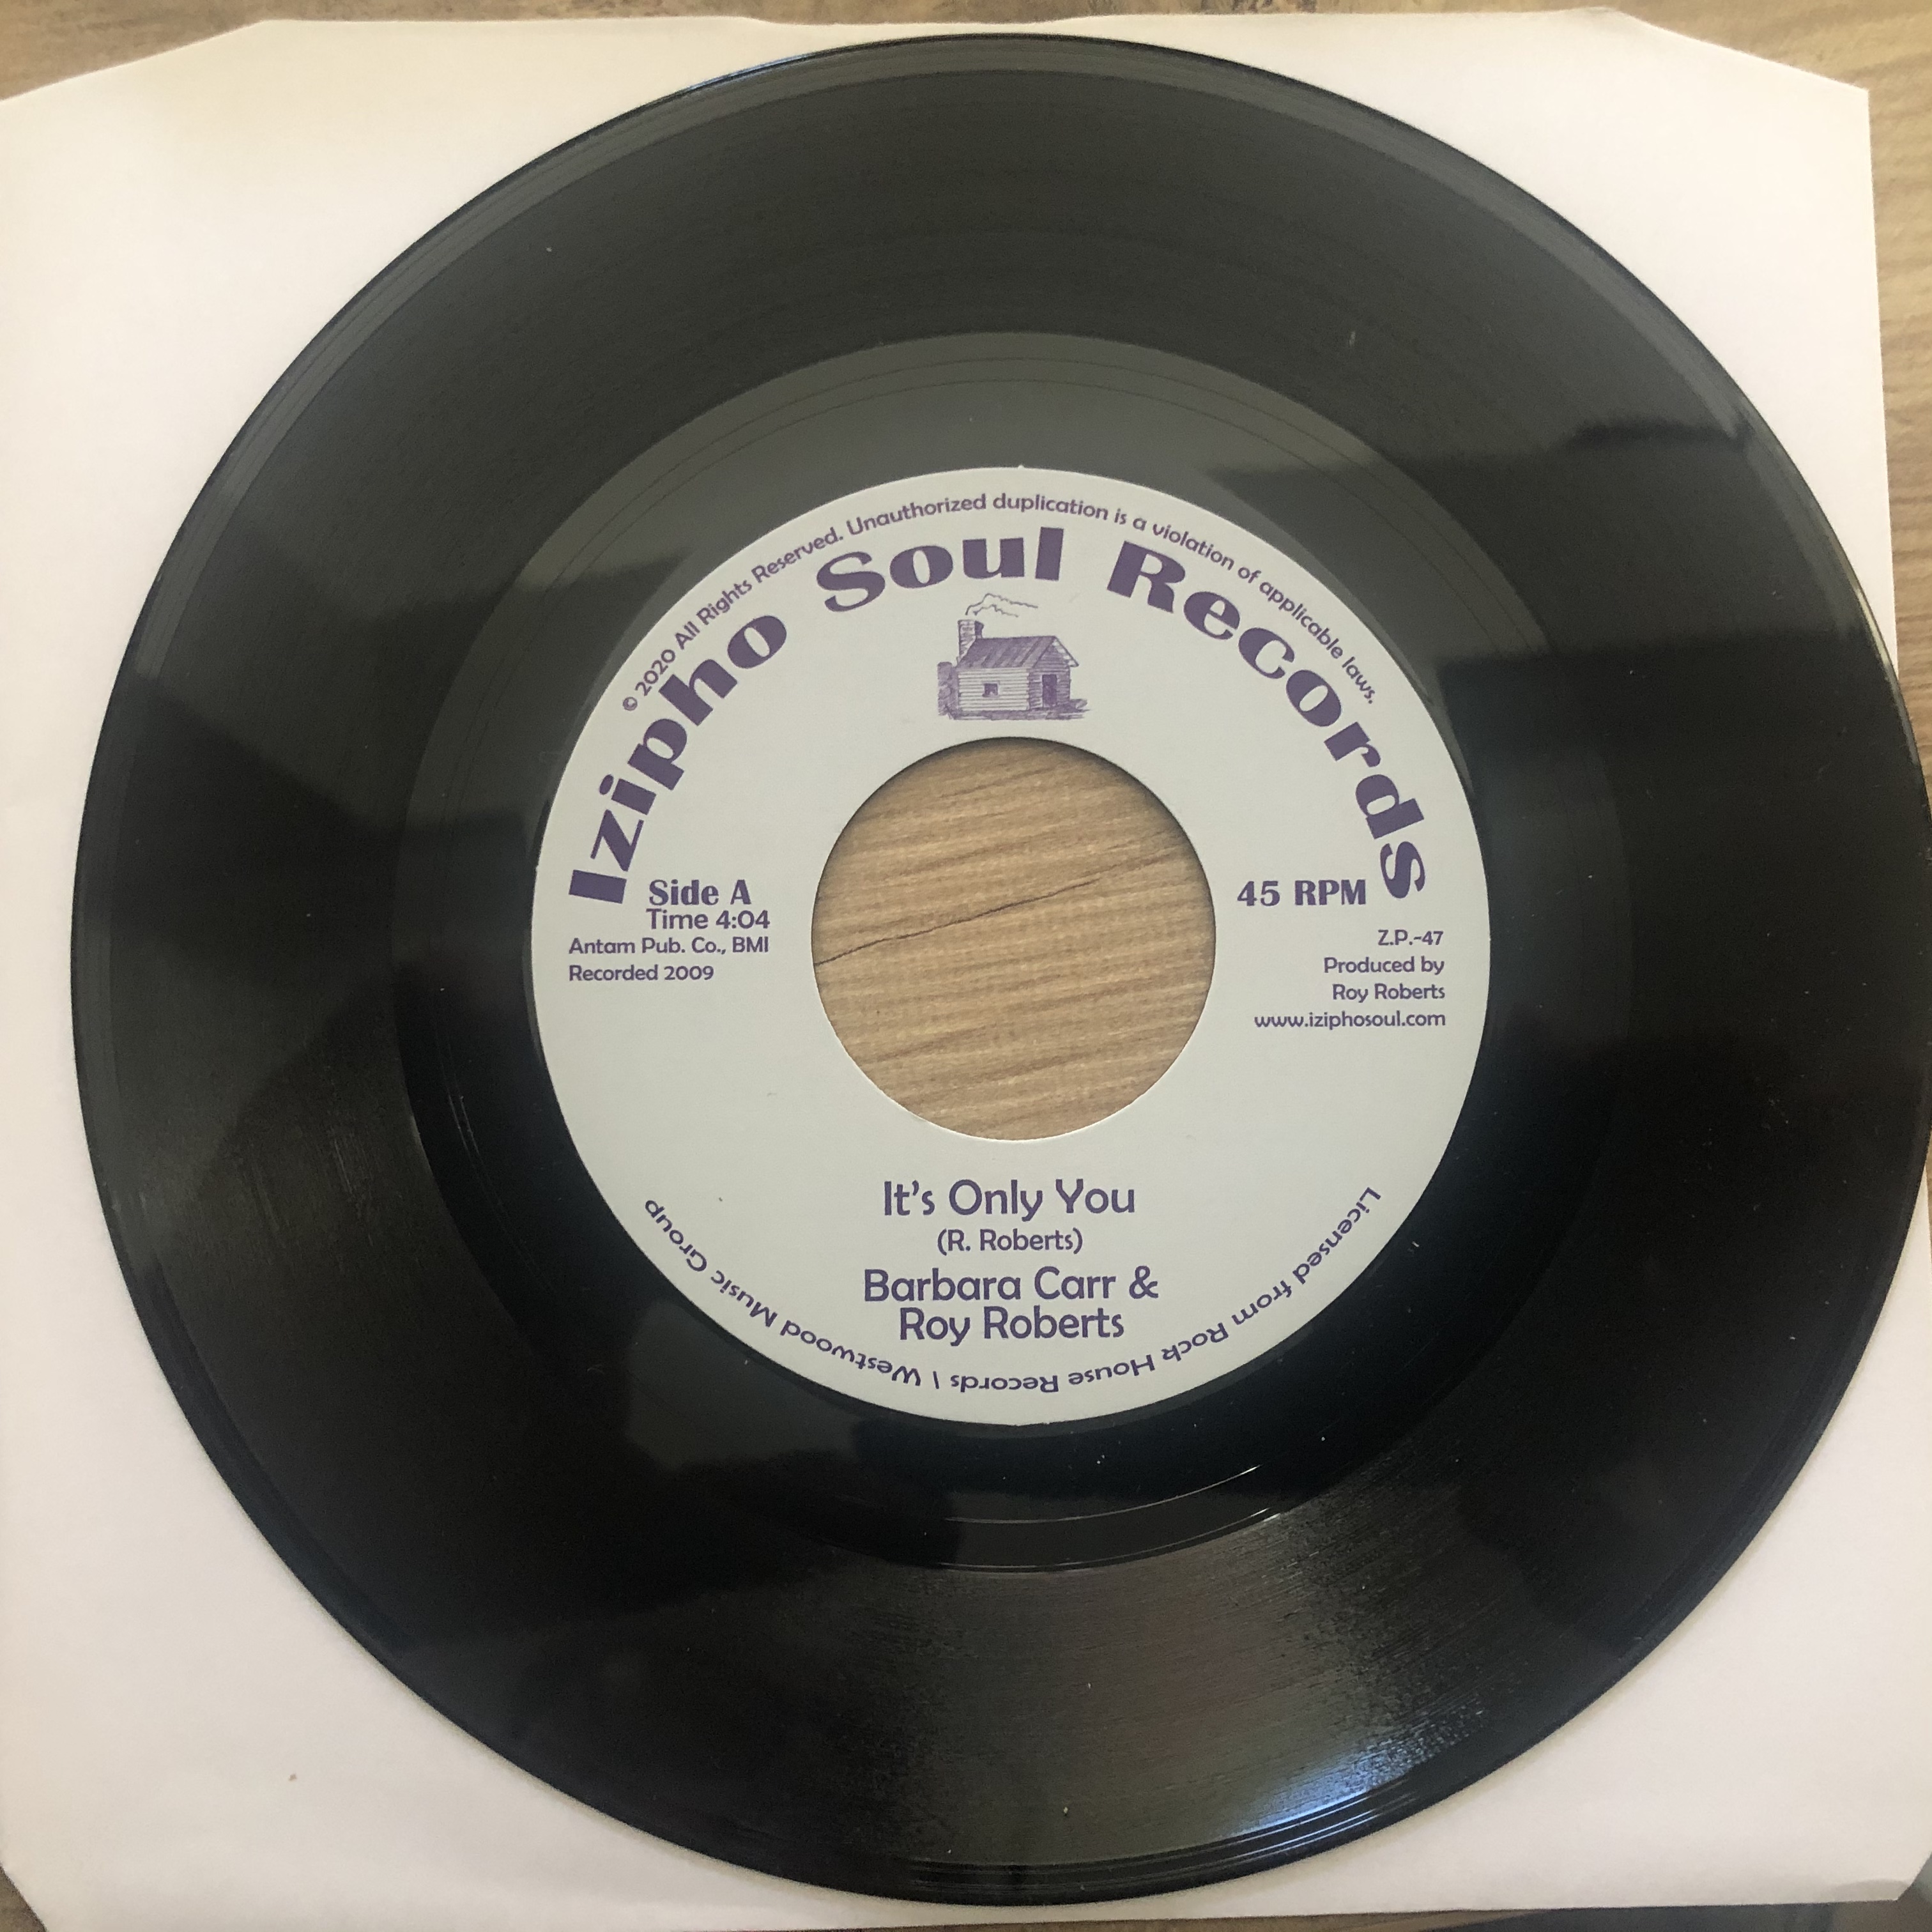 © 2020 All Rights Reserved. Unauthorized duplication is a violation of applicable laws.
Izipho Soul Records
Side A
Time 4:04
Antam Pub. Co., BMI
Recorded 2009
45 RPM
Z.P.-47
Produced by
Roy Roberts
www.iziphosoul.com
It's Only You
(R. Roberts)
Barbara Carr &
Roy Roberts
Licensed from Rock House Records | Westwood Music Group